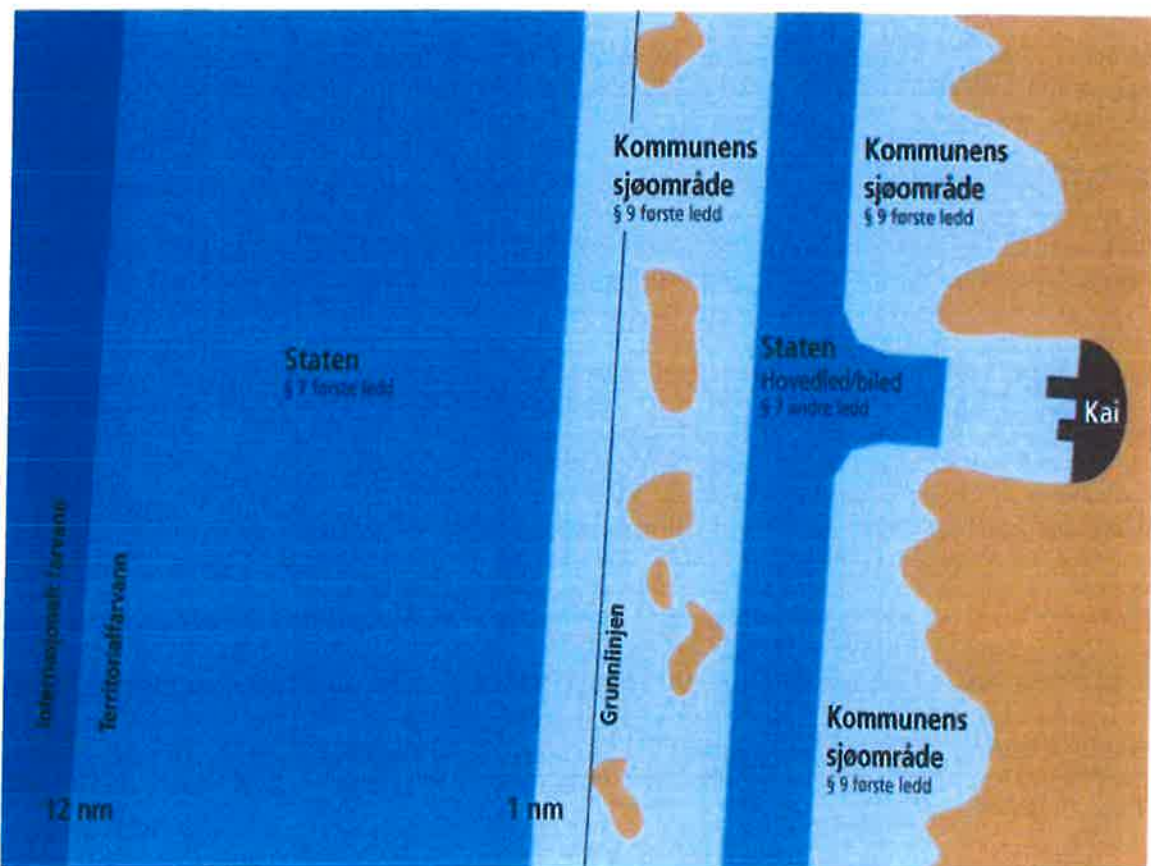 Kommunens
sjøområde
§ 9 første ledd
Kommunens
sjøområde
§ 9 første ledd
Staten
§ 7 første ledd
Staten
Hovedled/biled
§ 7 andre ledd
Kai
Internasjonalt farvann
Territorialfarvann
Grunnlinjen
Kommunens
sjøområde
§ 9 første ledd
12 nm
1 nm